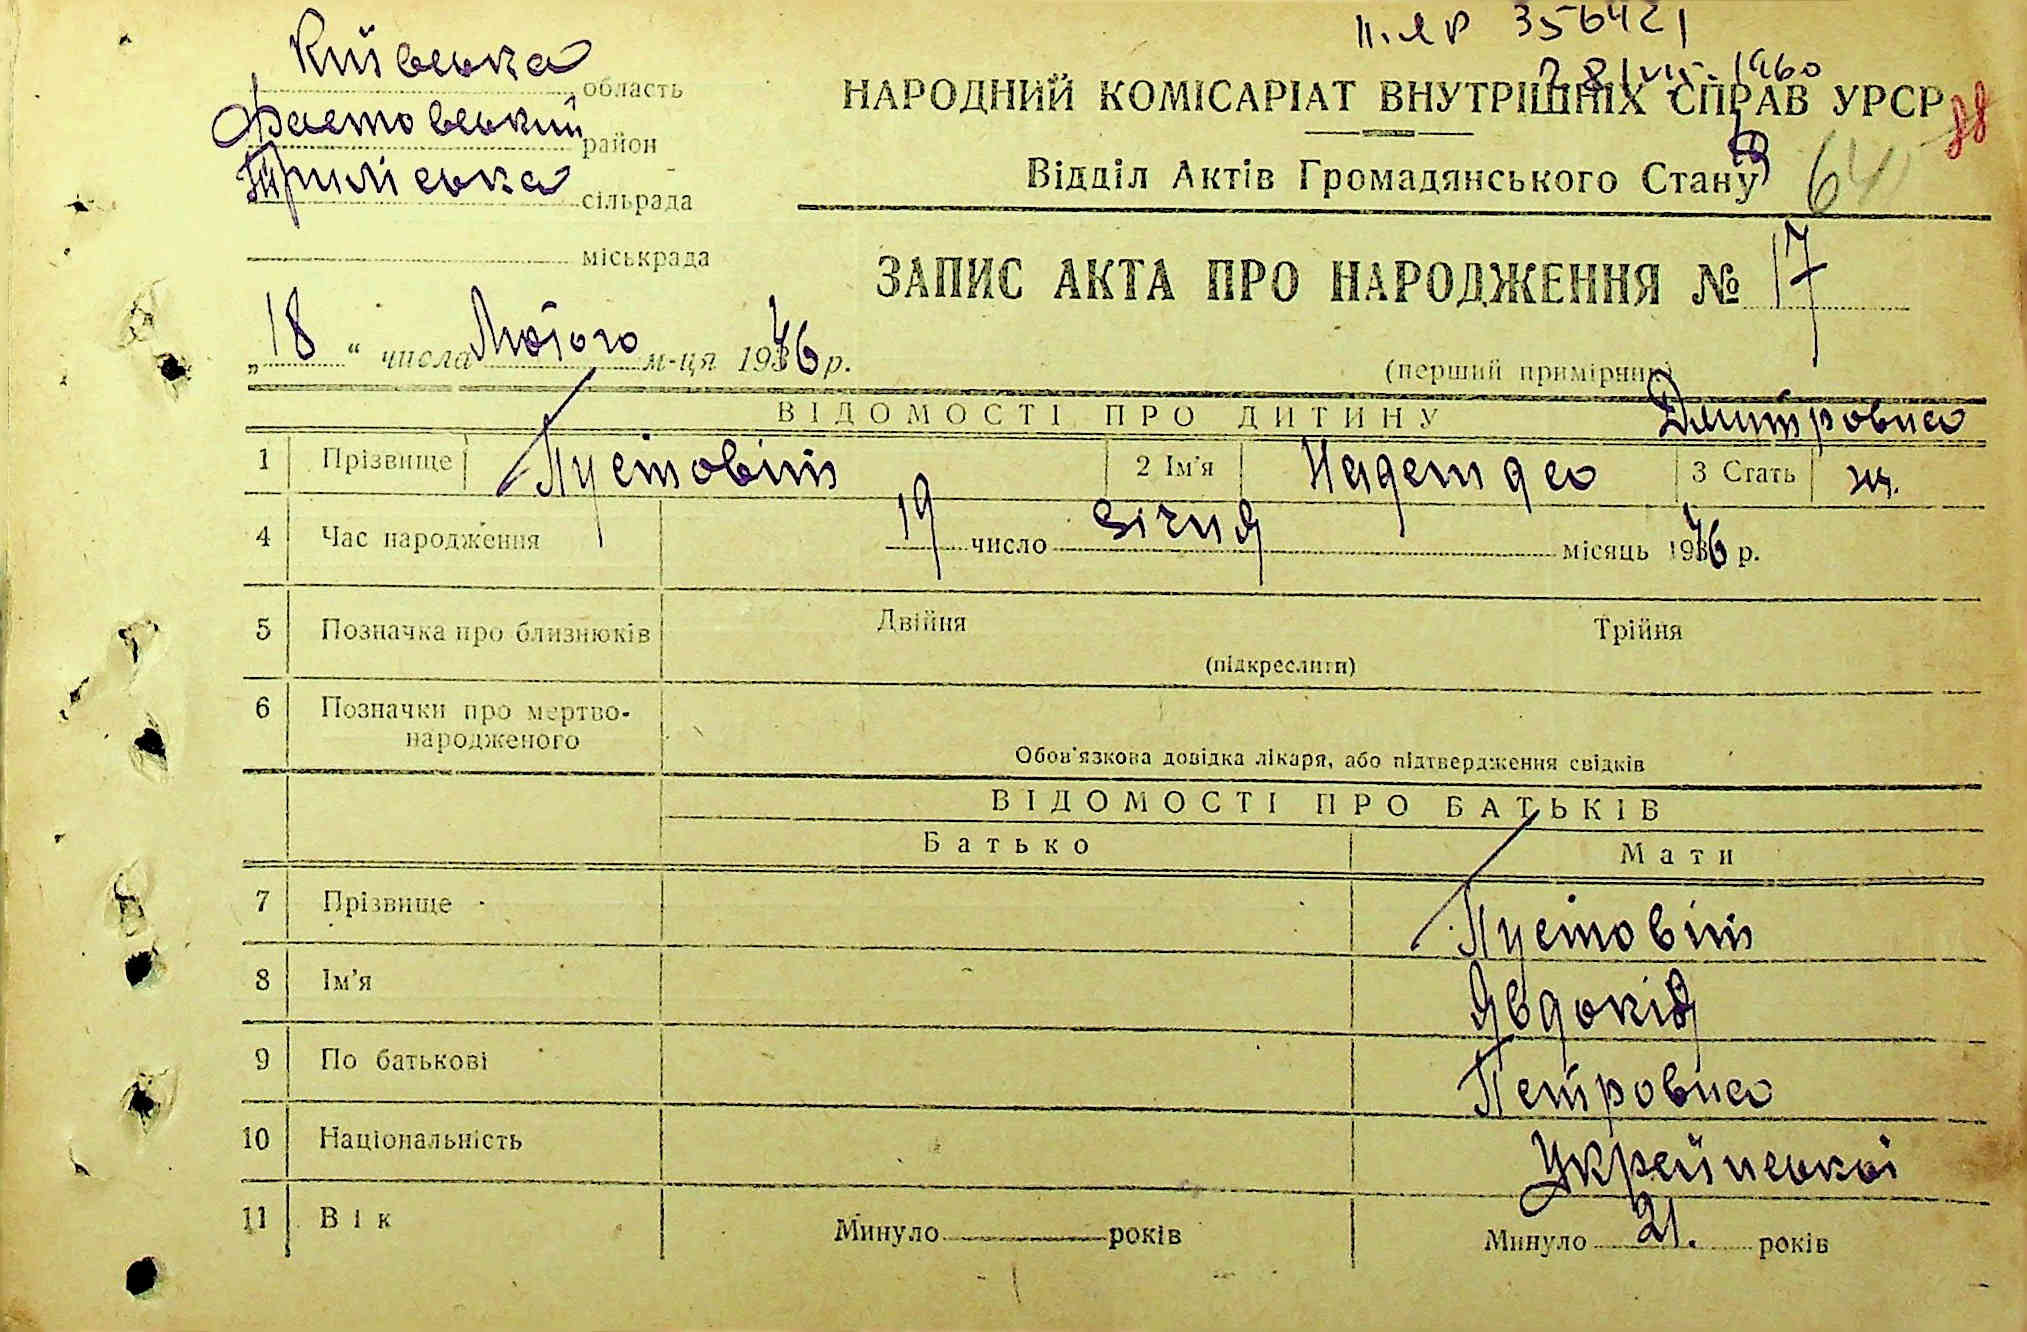 II.ЯР 356421
28/VII-1960
Київська область
Фастовський район
Триліська сільрада
міськрада
НАРОДНИЙ КОМІСАРІАТ ВНУТРІШНІХ СПРАВ УРСР
Відділ Актів Громадянського Стану
64
ЗАПИС АКТА ПРО НАРОДЖЕННЯ № 17
„18“ числа Лютого м-ця 1946 р.
(перший примірник)
ВІДОМОСТІ ПРО ДИТИНУ
Дмитровна
1 Прізвище Пустовіт 2 Ім'я Надежда 3 Стать ж.
4 Час народження 19 число Січня місяць 1946 р.
5 Позначка про близнюків Двійня Трійня
(підкреслити)
6 Позначки про мертво-
народженого
Обов'язкова довідка лікаря, або підтвердження свідків
ВІДОМОСТІ ПРО БАТЬКІВ
Батько Мати
7 Прізвище Пустовіт
8 Ім'я Явдокія
9 По батькові Петровна
10 Національність Українські
11 Вік Минуло років Минуло 21. років